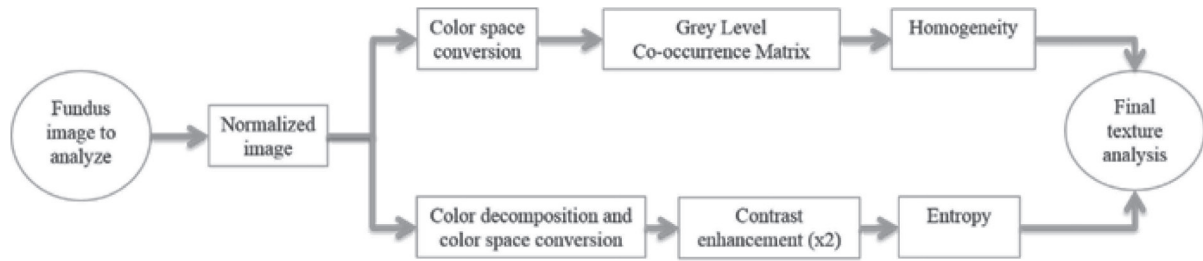 Fundus
image to
analyze
Normalized
image
Color space
conversion
Grey Level
Co-occurrence Matrix
Homogeneity
Color decomposition and
color space conversion
Contrast
enhancement (x2)
Entropy
Final
texture
analysis